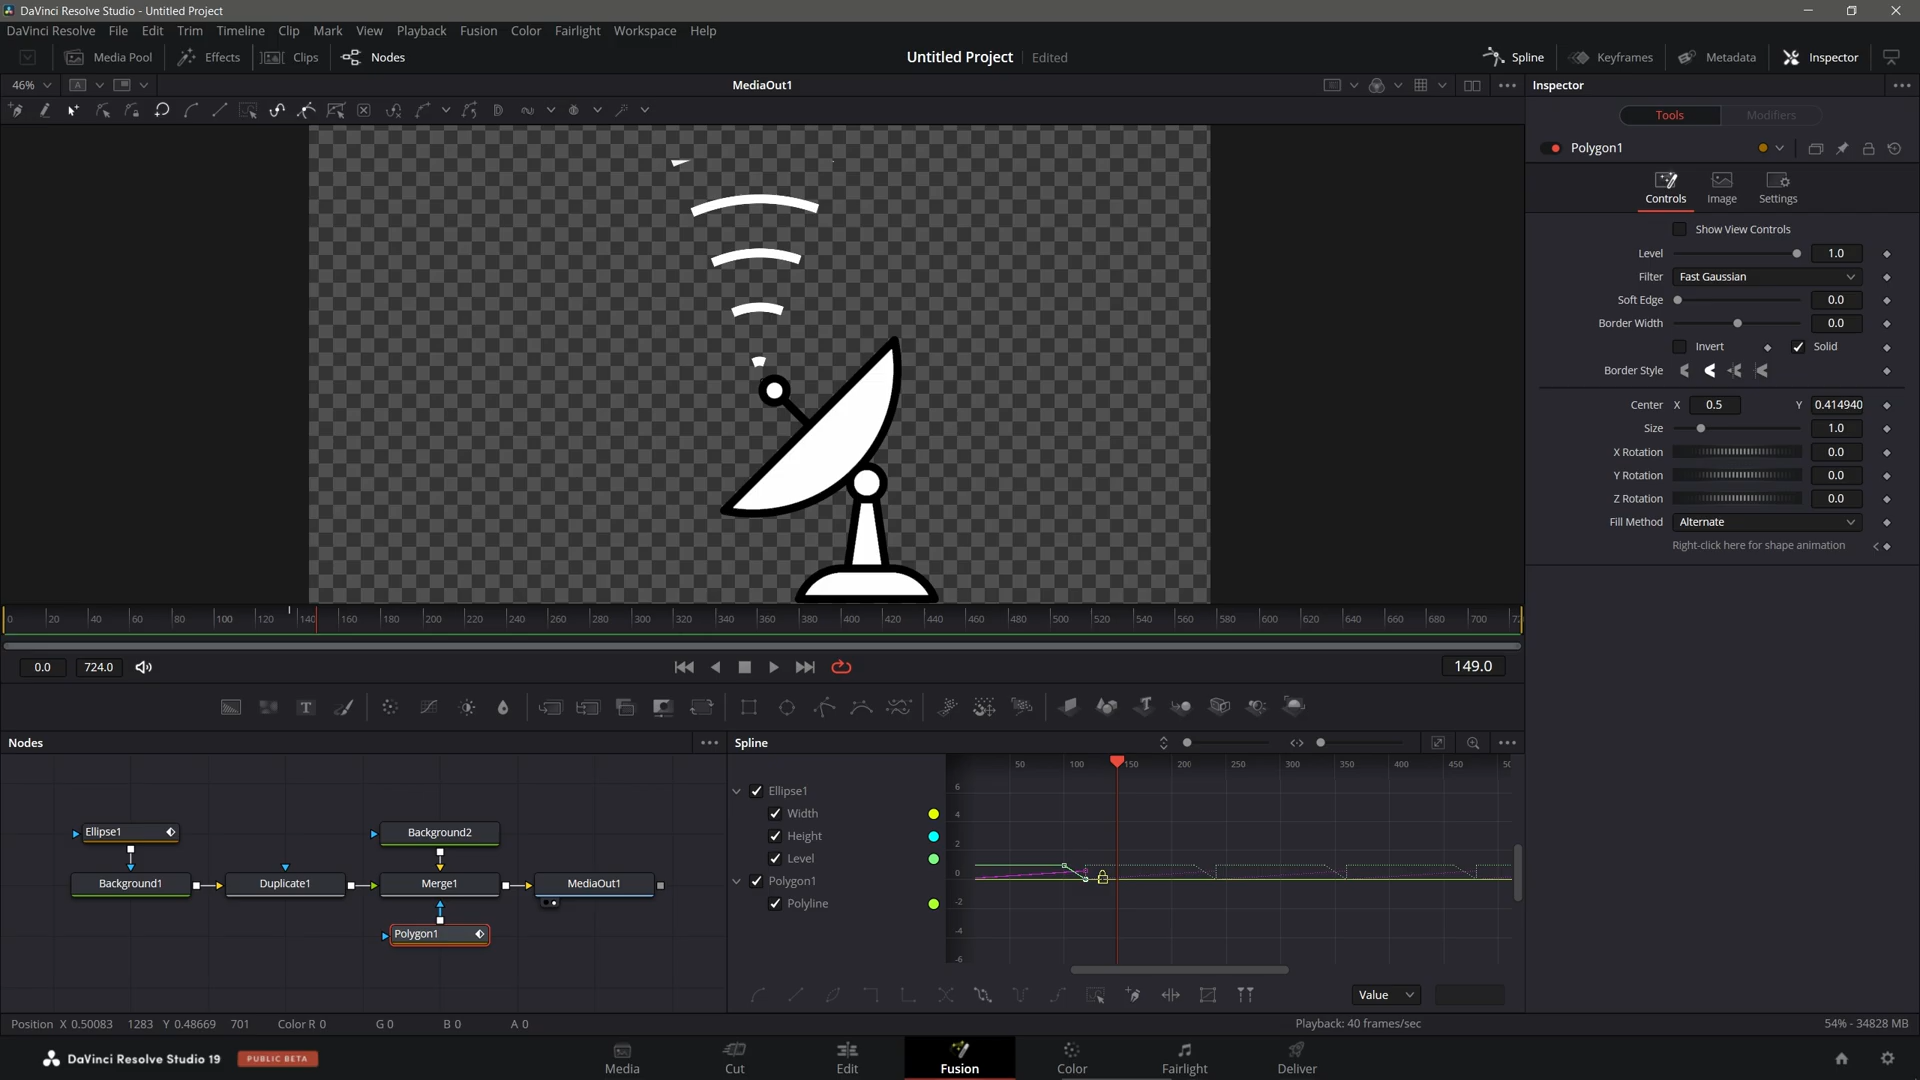 DaVinci Resolve Studio - Untitled Project
DaVinci Resolve File Edit Trim Timeline Clip Mark View Playback Fusion Color Fairlight Workspace Help
Media Pool Effects Clips Nodes Untitled Project Edited Spline Keyframes Metadata Inspector
46% A MediaOut1 Inspector
Tools Modifiers
Polygon1
Controls Image Settings
Show View Controls
Level 1.0
Filter Fast Gaussian
Soft Edge 0.0
Border Width 0.0
Invert Solid
Border Style
Center X 0.5 Y 0.414940
Size 1.0
X Rotation 0.0
Y Rotation 0.0
Z Rotation 0.0
Fill Method Alternate
Right-click here for shape animation
0 20 40 60 80 100 120 140 160 180 200 220 240 260 280 300 320 340 360 380 400 420 440 460 480 500 520 540 560 580 600 620 640 660 680 700
0.0 724.0 149.0
Nodes Spline
50 100 150 200 250 300 350 400 450
Ellipse1
Width
Height
Level
Polygon1
Polyline
6
4
2
0
-2
-4
-6
Ellipse1 Background2
Background1 Duplicate1 Merge1 MediaOut1
Polygon1
Value
Position X 0.50083 1283 Y 0.48669 701 Color R 0 G 0 B 0 A 0 Playback: 40 frames/sec 54% - 34828 MB
DaVinci Resolve Studio 19 PUBLIC BETA Media Cut Edit Fusion Color Fairlight Deliver